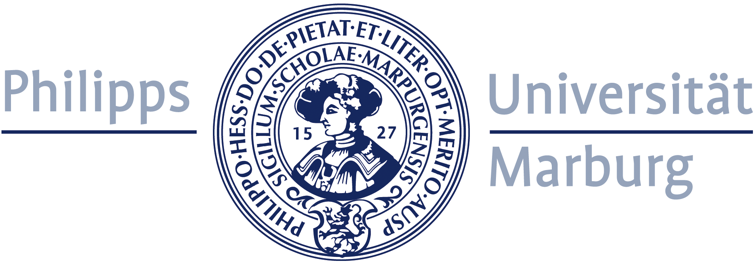 Philipps
PHILIPPO·HESS·DO·DE·PIETAT·ET·LITER·OPT·MERITO·AUSP
SIGILLUM·SCHOLAE·MARPURGENSIS
15 27
Universität
Marburg